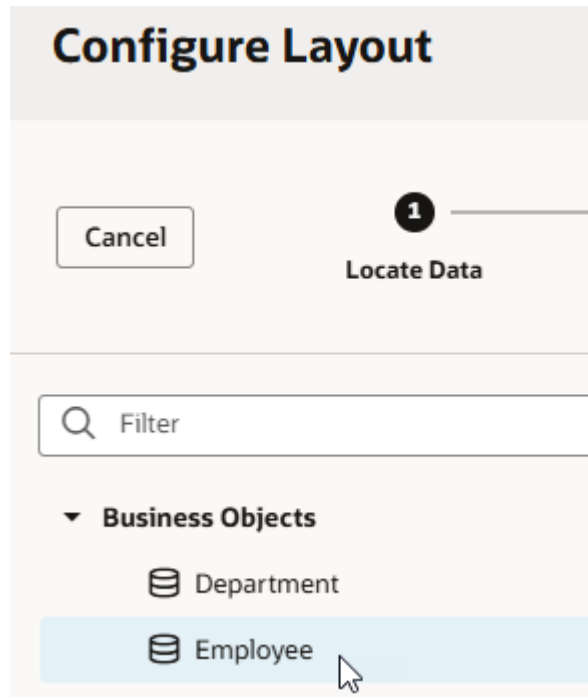 Configure Layout
1
Cancel
Locate Data
Filter
Business Objects
Department
Employee